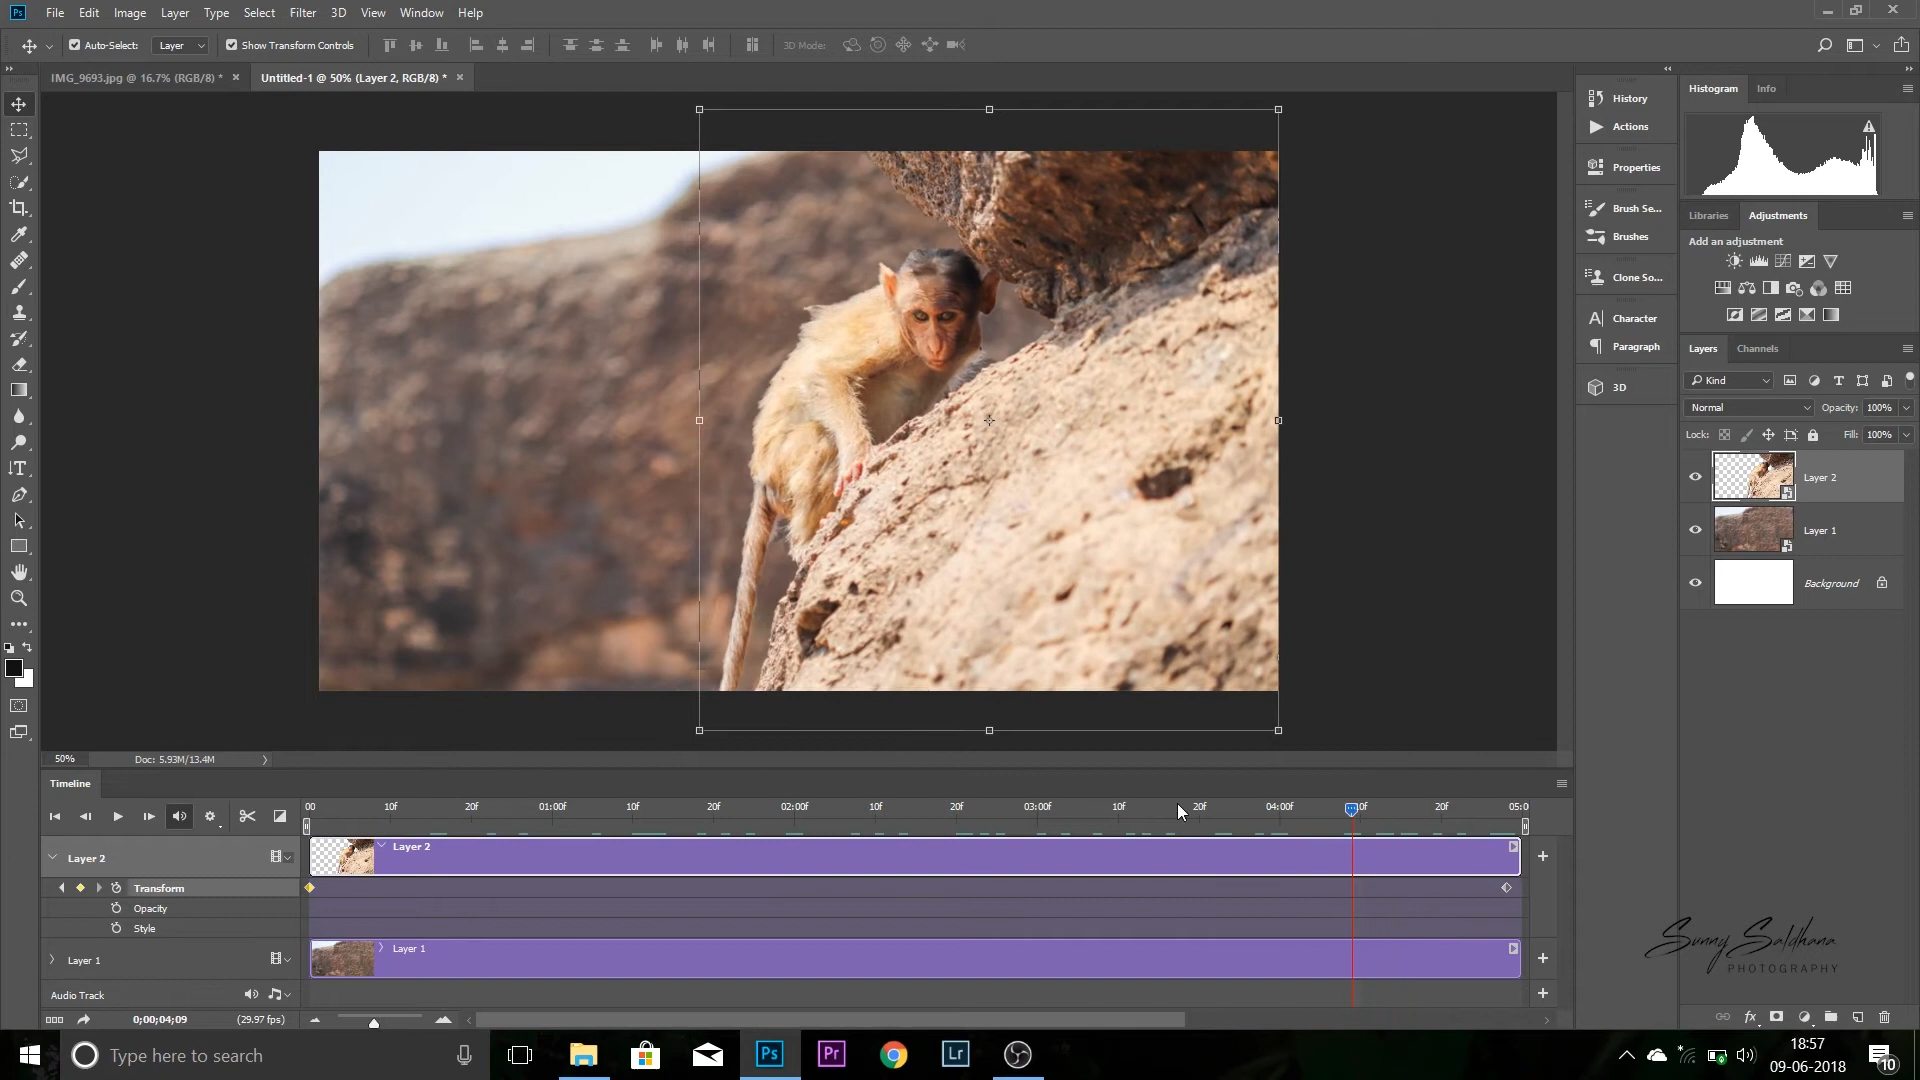 Ps File Edit Image Layer Type Select Filter 3D View Window Help
Auto-Select: Layer Show Transform Controls 3D Mode:
IMG_9693.jpg @ 16.7% (RGB/8) * × Untitled-1 @ 50% (Layer 2, RGB/8) * ×
History
Actions
Properties
Brush Se...
Brushes
Clone So...
Character
Paragraph
3D
Histogram Info
Libraries Adjustments
Add an adjustment
Layers Channels
Kind
Normal Opacity: 100%
Lock: Fill: 100%
Layer 2
Layer 1
Background
50% Doc: 5.93M/13.4M
Timeline
00 10f 20f 01:00f 10f 20f 02:00f 10f 20f 03:00f 10f 20f 04:00f 0f 20f 05:0
Layer 2 Layer 2
Transform
Opacity
Style
Layer 1 Layer 1
Audio Track
0;00;04;09 (29.97 fps)
Sunny Saldhana
PHOTOGRAPHY
Type here to search Ps Pr Lr
18:57
09-06-2018
10